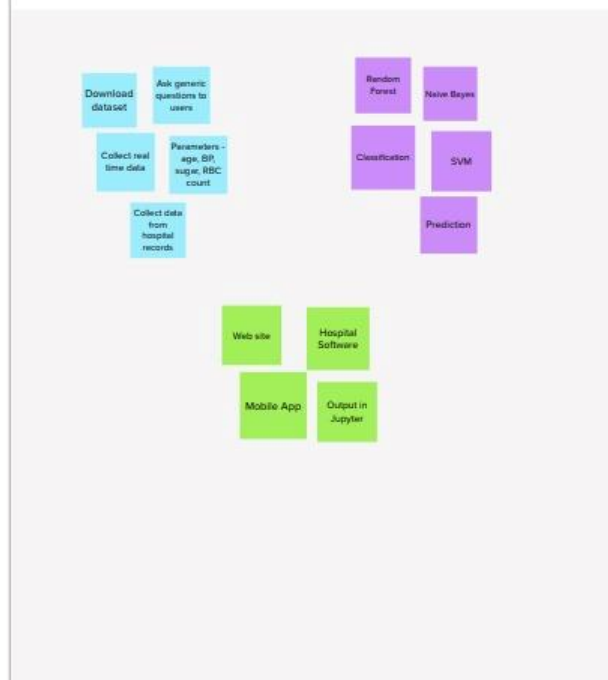 Download
dataset
Ask generic
questions to
users
Collect real
time data
Parameters -
age, BP,
sugar, RBC
count
Collect data
from
hospital
records
Random
Forest
Naive Bayes
Classification
SVM
Prediction
Web site
Hospital
Software
Mobile App
Output in
Jupyter